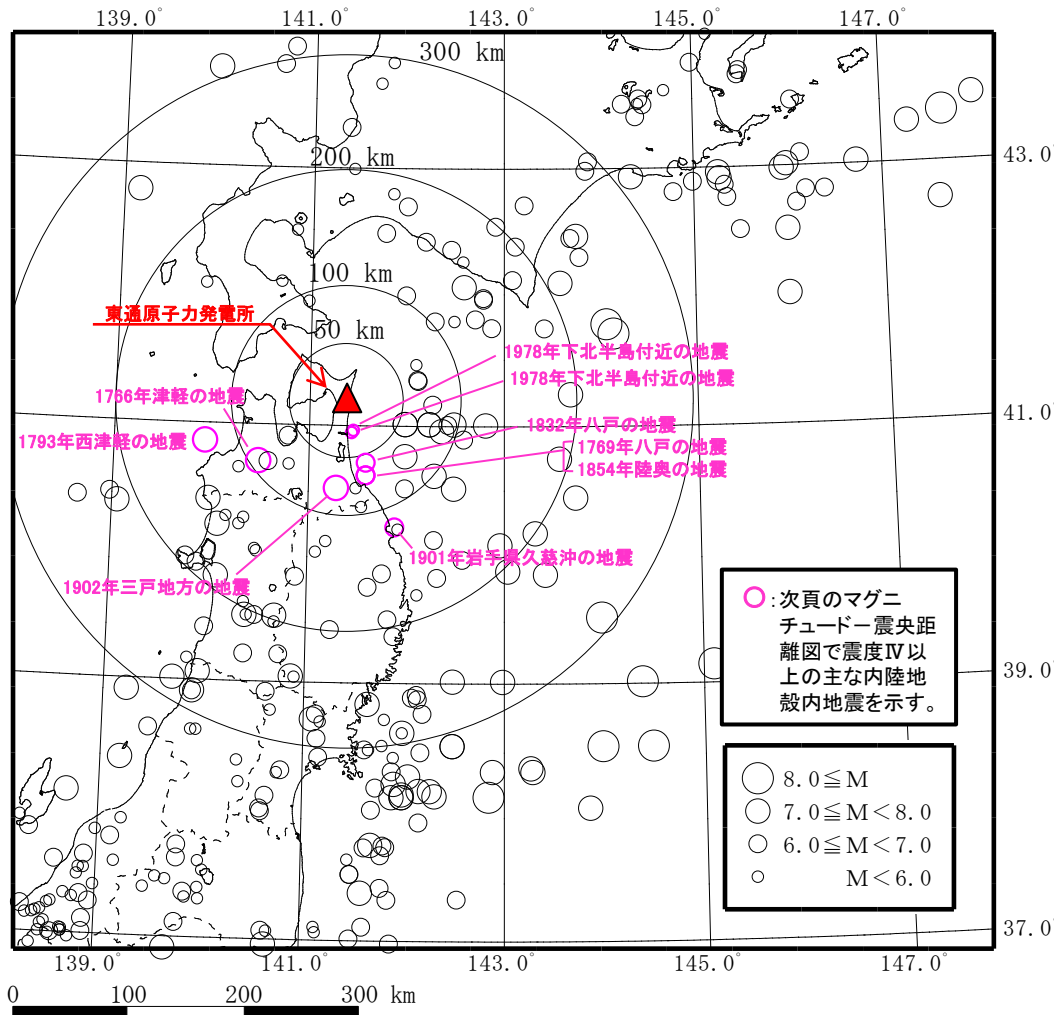 139.0° 141.0° 143.0° 145.0° 147.0°
300 km
200 km
43.0°
100 km
東通原子力発電所
50 km
1978年下北半島付近の地震
1978年下北半島付近の地震
1766年津軽の地震
41.0°
1832年八戸の地震
1793年西津軽の地震
1769年八戸の地震
1854年陸奥の地震
1901年岩手県久慈沖の地震
1902年三戸地方の地震
○:次頁のマグニ
チュードー震央距
離図で震度Ⅳ以
上の主な内陸地
殻内地震を示す。
39.0°
8.0≦M
7.0≦M<8.0
6.0≦M<7.0
M<6.0
37.0°
139.0° 141.0° 143.0° 145.0° 147.0°
0 100 200 300 km